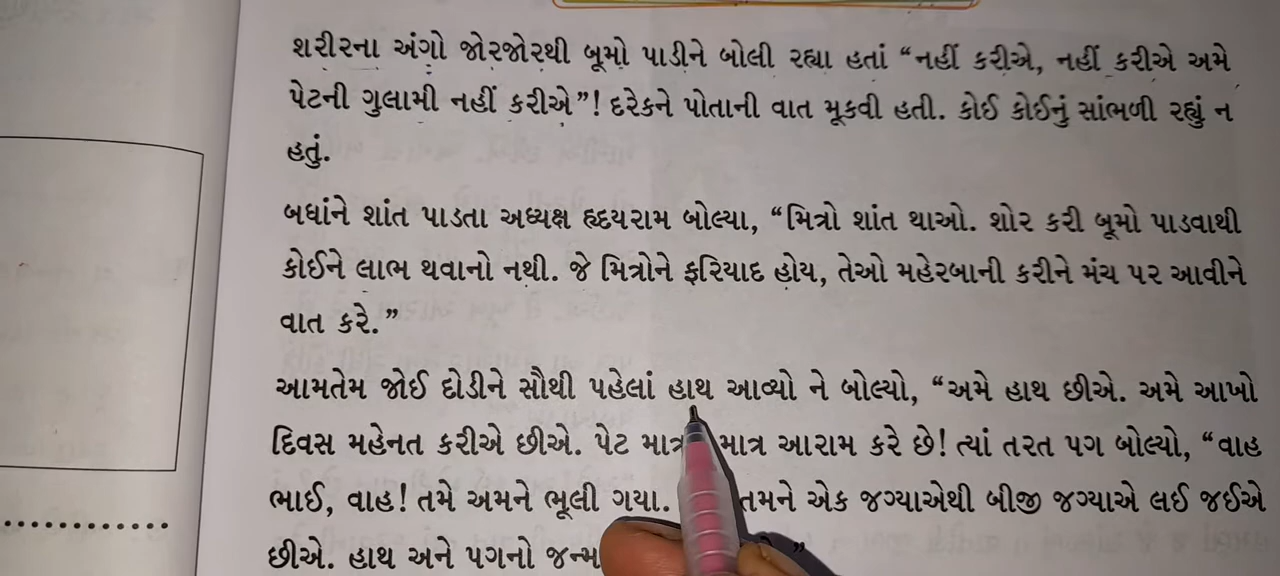 શરીરના અંગો જોરજોરથી બૂમો પાડીને બોલી રહ્યા હતાં “નહીં કરીએ, નહીં કરીએ અમે
પેટની ગુલામી નહીં કરીએ”! દરેકને પોતાની વાત મૂકવી હતી. કોઈ કોઈનું સાંભળી રહ્યું ન
હતું.
બધાંને શાંત પાડતા અધ્યક્ષ હૃદયરામ બોલ્યા, “મિત્રો શાંત થાઓ. શોર કરી બૂમો પાડવાથી
કોઈને લાભ થવાનો નથી. જે મિત્રોને ફરિયાદ હોય, તેઓ મહેરબાની કરીને મંચ પર આવીને
વાત કરે.”
આમતેમ જોઈ દોડીને સૌથી પહેલાં હાથ આવ્યો ને બોલ્યો, “અમે હાથ છીએ. અમે આખો
દિવસ મહેનત કરીએ છીએ. પેટ માત્ર માત્ર આરામ કરે છે! ત્યાં તરત પગ બોલ્યો, “વાહ
ભાઈ, વાહ! તમે અમને ભૂલી ગયા. તમને એક જગ્યાએથી બીજી જગ્યાએ લઈ જઈએ
છીએ. હાથ અને પગનો જન્મ ”